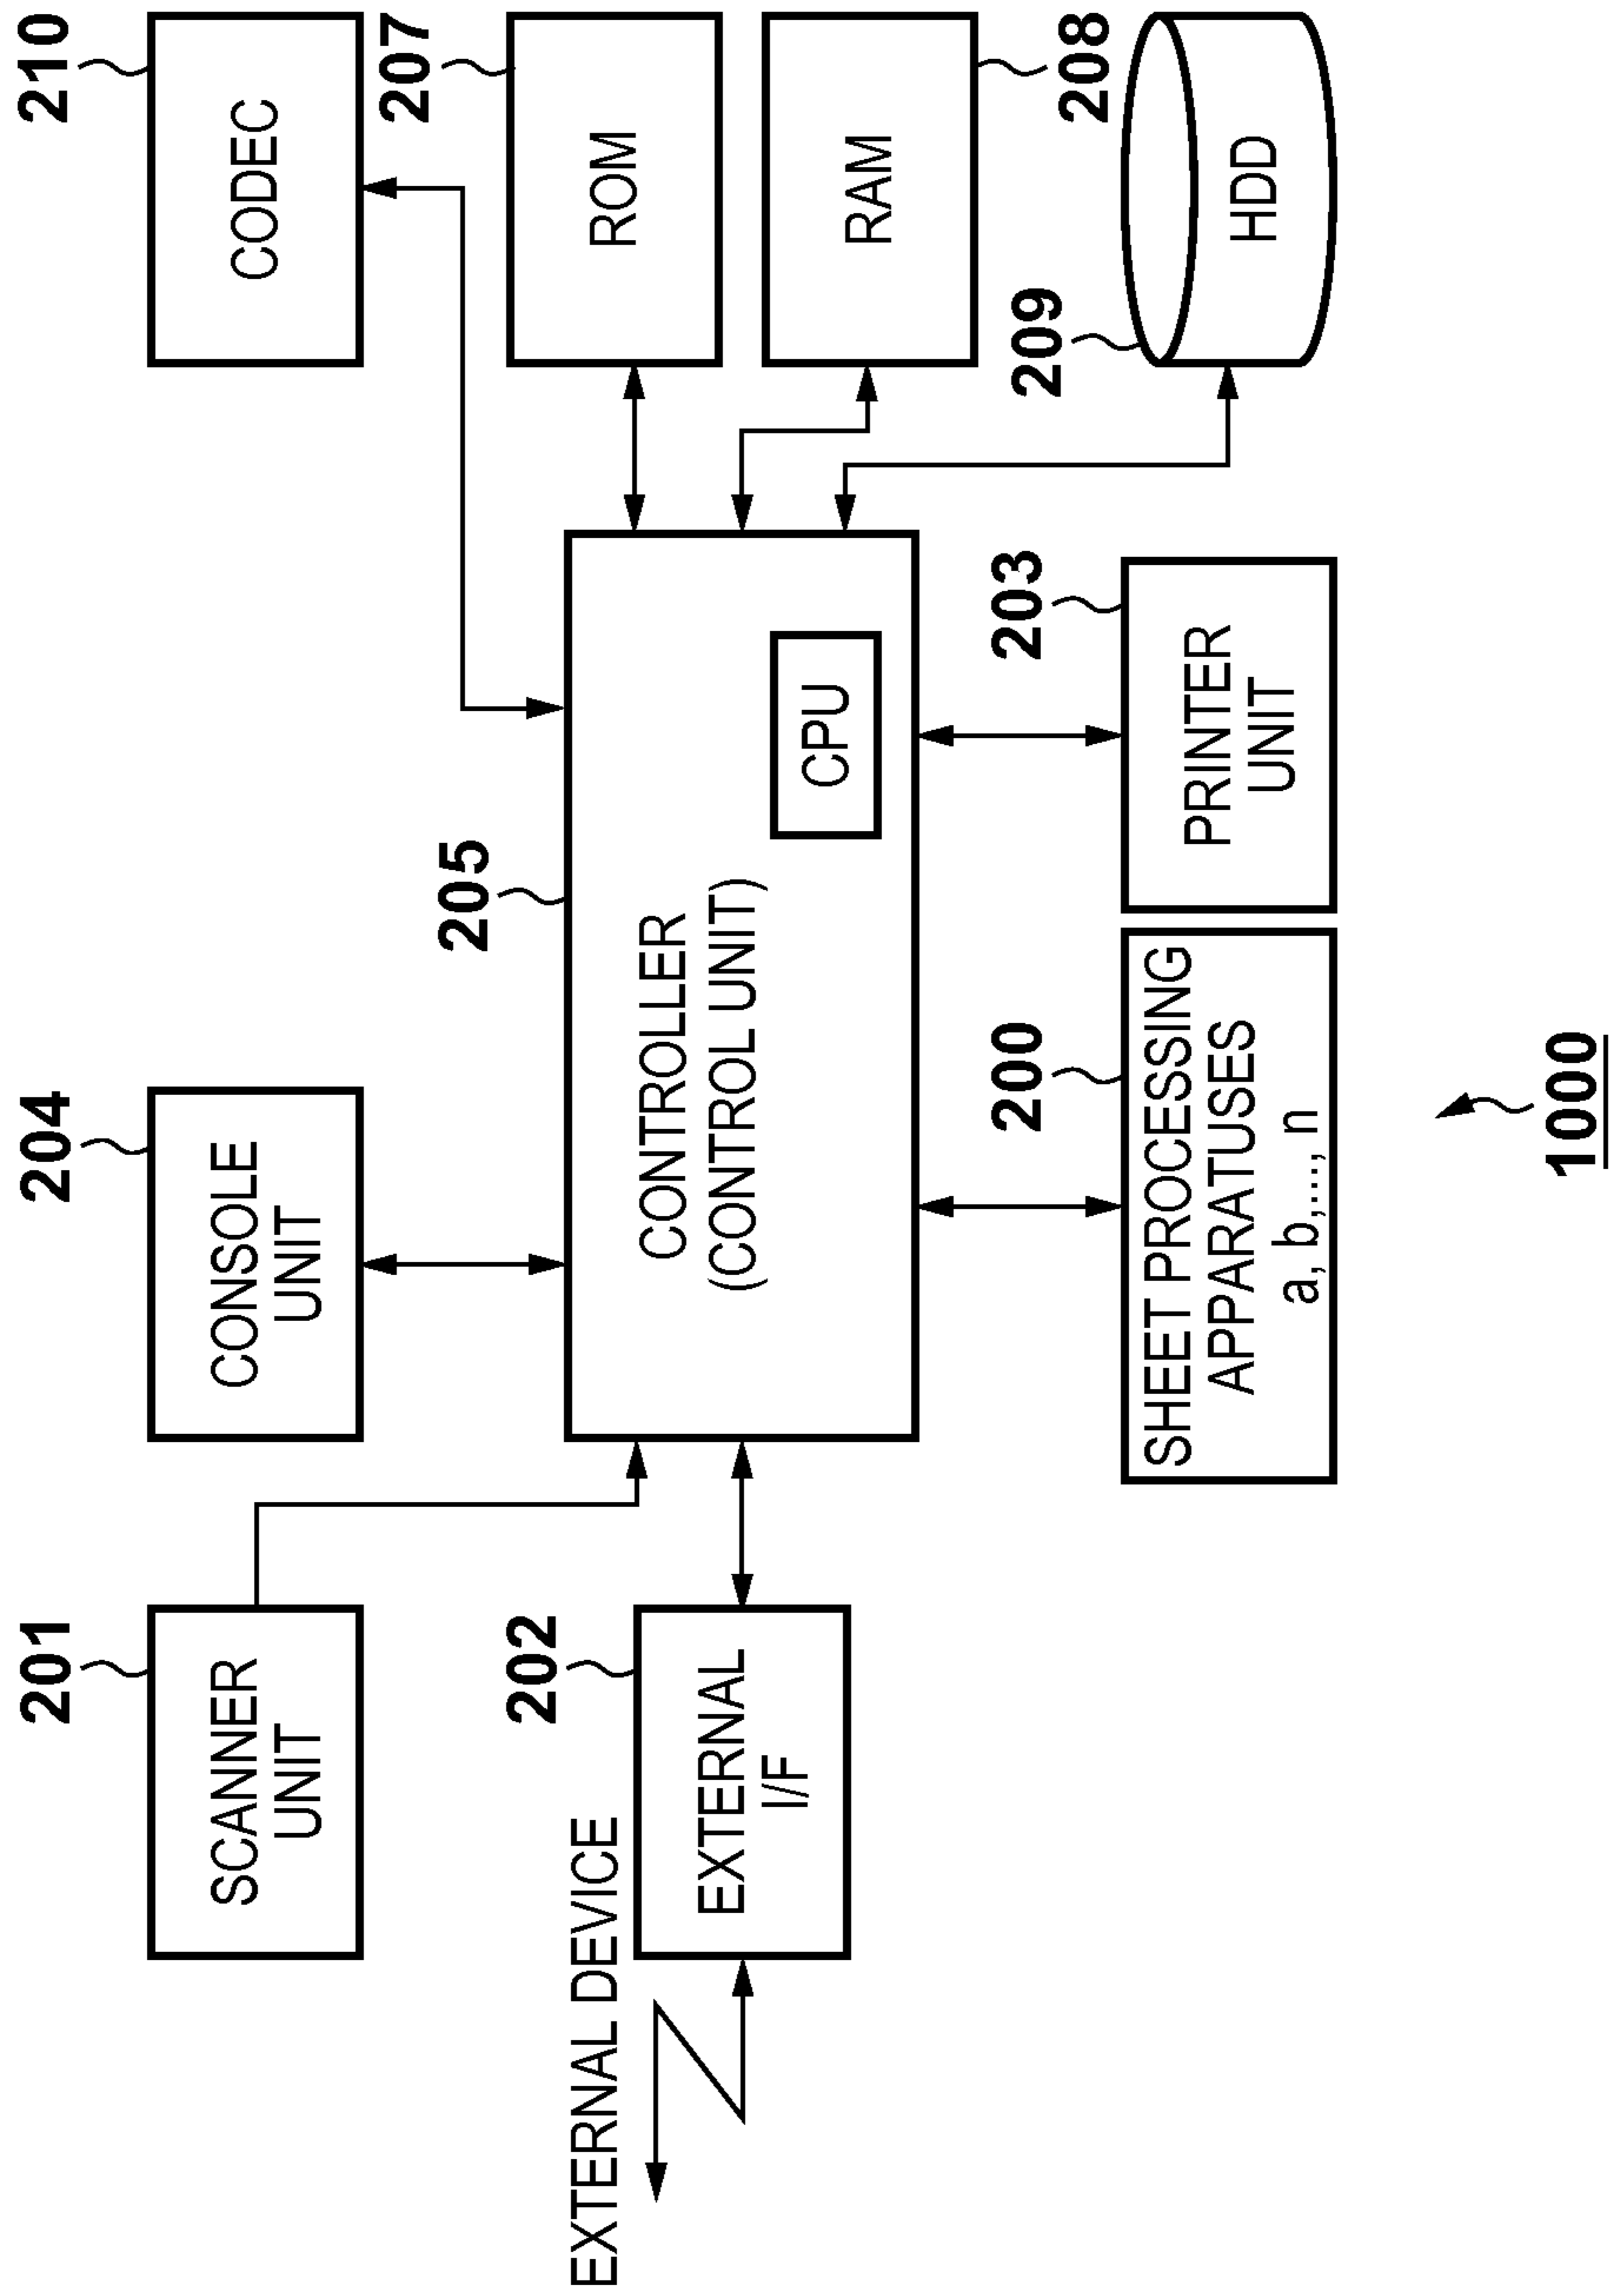 201
SCANNER
UNIT
204
CONSOLE
UNIT
210
CODEC
EXTERNAL DEVICE
202
EXTERNAL
I/F
205
CONTROLLER
(CONTROL UNIT)
CPU
207
ROM
RAM
208
209
HDD
200
SHEET PROCESSING
APPARATUSES
a, b,..., n
203
PRINTER
UNIT
1000